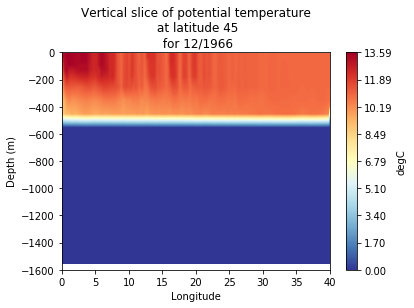 Vertical slice of potential temperature
at latitude 45
for 12/1966
0
−200
−400
−600
−800
−1000
−1200
−1400
−1600
Depth (m)
0 5 10 15 20 25 30 35 40
Longitude
13.59
11.89
10.19
8.49
6.79
5.10
3.40
1.70
0.00
degC